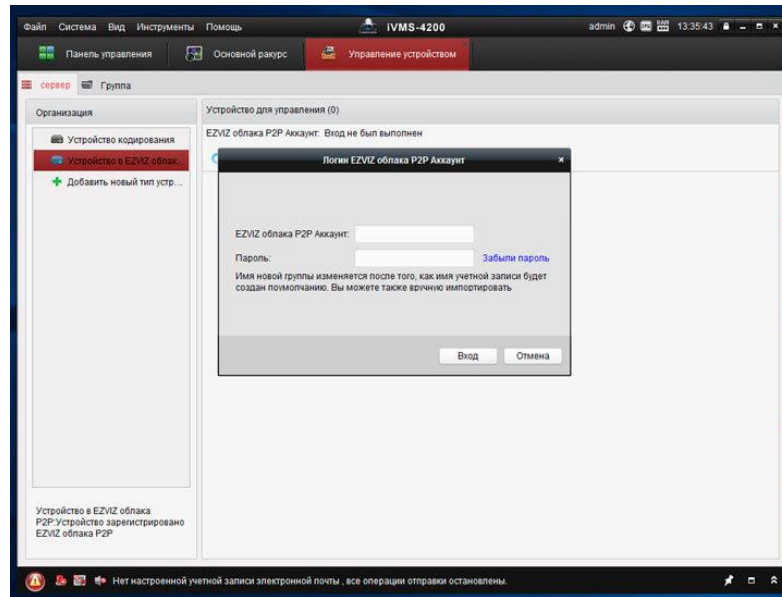 Файл Система Вид Инструменты Помощь iVMS-4200 admin 13:35:43
Панель управления Основной ракурс Управление устройством
сервер Группа
Организация
Устройство для управления (0)
EZVIZ облака P2P Аккаунт: Вход не был выполнен
Устройство кодирования
Устройство в EZVIZ облак...
Добавить новый тип устр...
Логин EZVIZ облака P2P Аккаунт
EZVIZ облака P2P Аккаунт:
Пароль: Забыли пароль
Имя новой группы изменяется после того, как имя учетной записи будет
создан поумолчанию. Вы можете также вручную импортировать
Вход Отмена
Устройство в EZVIZ облака
P2P:Устройство зарегистрировано
EZVIZ облака P2P
Нет настроенной учетной записи электронной почты , все операции отправки остановлены.